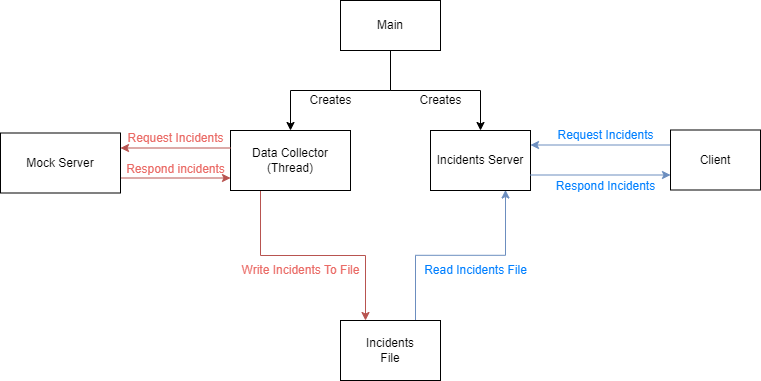 Main
Creates
Creates
Request Incidents
Request Incidents
Mock Server
Data Collector
(Thread)
Incidents Server
Client
Respond incidents
Respond Incidents
Write Incidents To File
Read Incidents File
Incidents
File